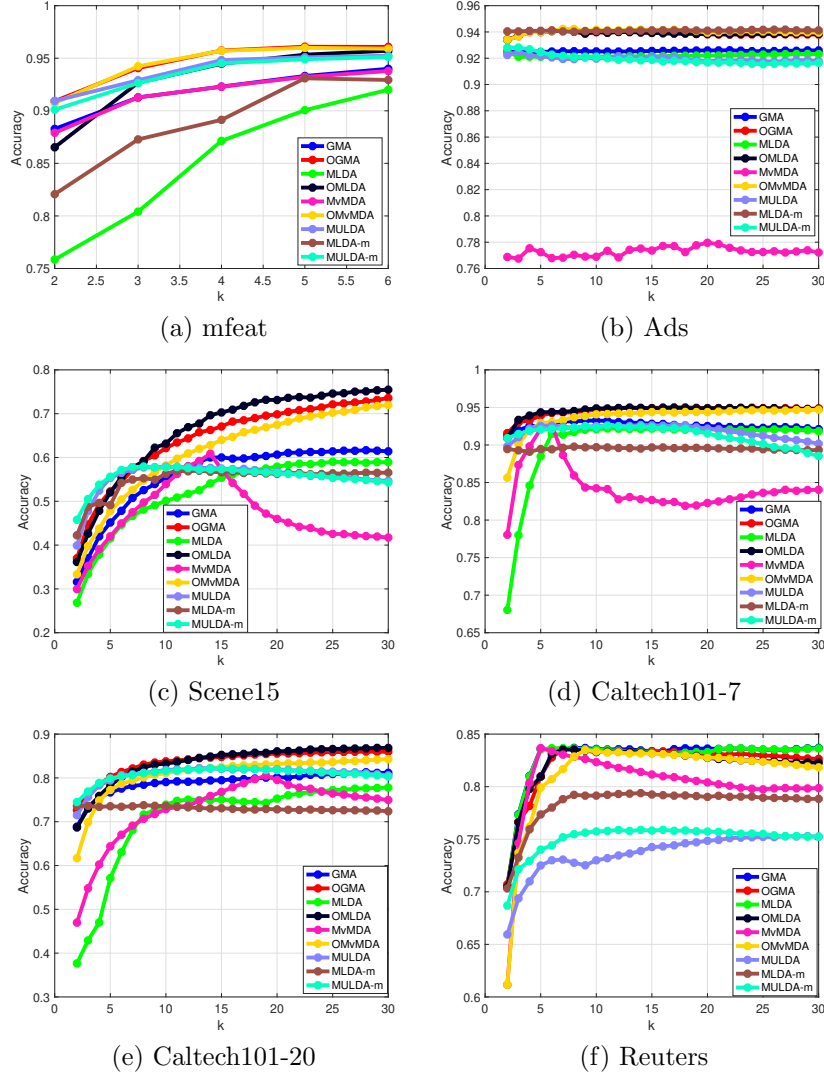 0.95
0.9
0.85
0.8
0.75
Accuracy
2 2.5 3 3.5 4 4.5 5 5.5 6
k
GMA
OGMA
MLDA
OMLDA
MvMDA
OMvMDA
MULDA
MLDA-m
MULDA-m
(a) mfeat
0.96
0.94
0.92
0.9
0.88
0.86
0.84
0.82
0.8
0.78
0.76
Accuracy
0 5 10 15 20 25 30
k
GMA
OGMA
MLDA
OMLDA
MvMDA
OMvMDA
MULDA
MLDA-m
MULDA-m
(b) Ads
0.8
0.7
0.6
0.5
0.4
0.3
0.2
Accuracy
0 5 10 15 20 25 30
k
GMA
OGMA
MLDA
OMLDA
MvMDA
OMvMDA
MULDA
MLDA-m
MULDA-m
(c) Scene15
1
0.95
0.9
0.85
0.8
0.75
0.7
0.65
Accuracy
0 5 10 15 20 25 30
k
GMA
OGMA
MLDA
OMLDA
MvMDA
OMvMDA
MULDA
MLDA-m
MULDA-m
(d) Caltech101-7
0.9
0.8
0.7
0.6
0.5
0.4
0.3
Accuracy
0 5 10 15 20 25 30
k
GMA
OGMA
MLDA
OMLDA
MvMDA
OMvMDA
MULDA
MLDA-m
MULDA-m
(e) Caltech101-20
0.85
0.8
0.75
0.7
0.65
0.6
Accuracy
0 5 10 15 20 25 30
k
GMA
OGMA
MLDA
OMLDA
MvMDA
OMvMDA
MULDA
MLDA-m
MULDA-m
(f) Reuters